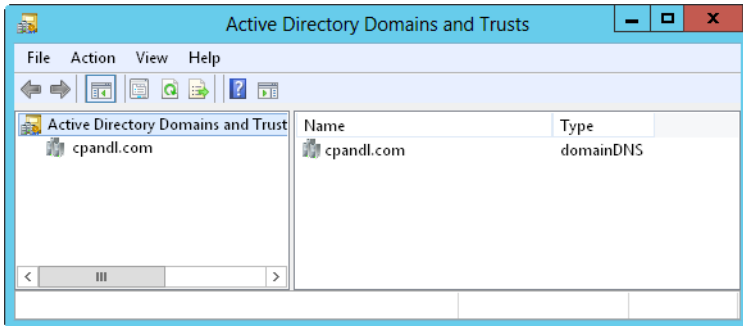 Active Directory Domains and Trusts
File Action View Help
Active Directory Domains and Trust
cpandl.com
Name Type
cpandl.com domainDNS